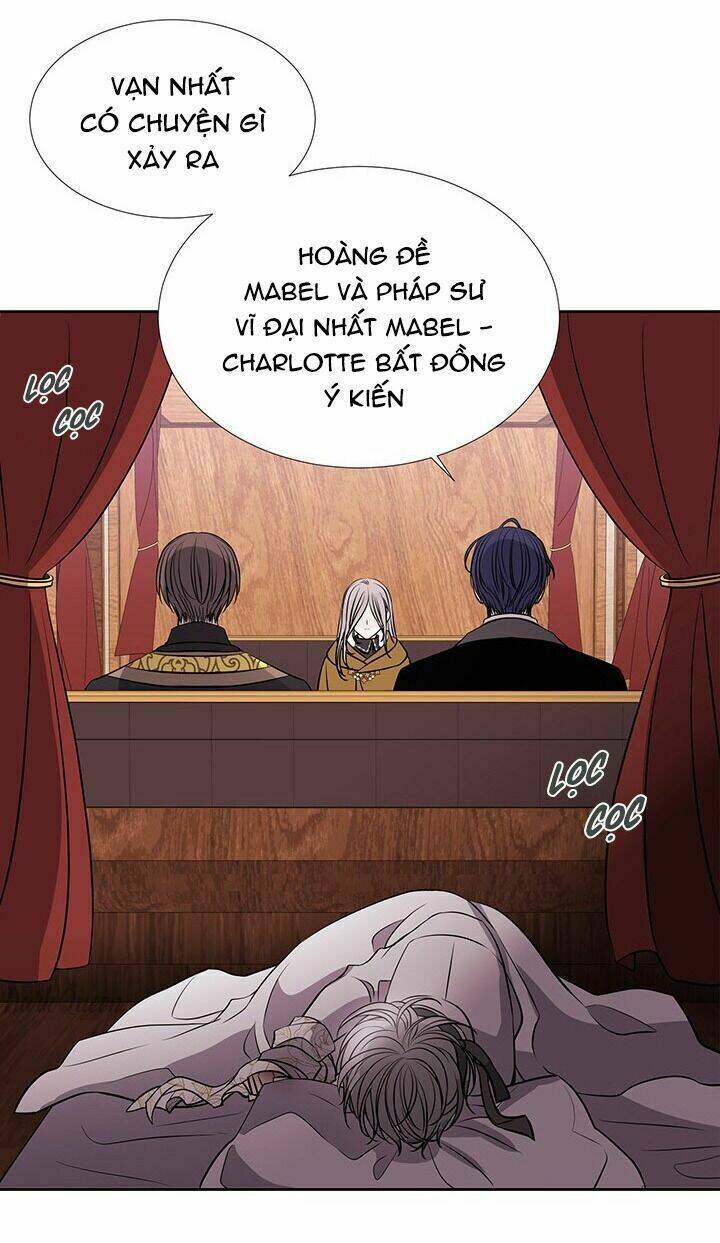 VẠN NHẤT
CÓ CHUYỆN GÌ
XẢY RA
HOÀNG ĐỀ
MABEL VÀ PHÁP SƯ
VĨ ĐẠI NHẤT MABEL -
CHARLOTTE BẤT ĐỒNG
Ý KIẾN
LỌC
CỌC
LỌC
CỌC